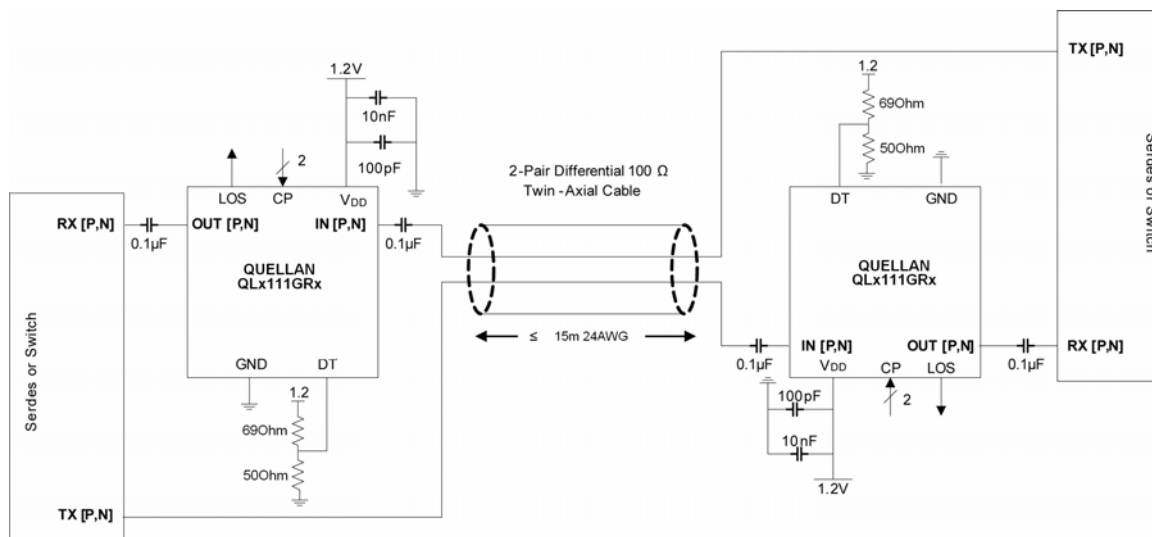 TX [P,N]
1.2V
1.2
69Ohm
10nF
50Ohm
100pF
2
2-Pair Differential 100 Ω
Twin -Axial Cable
Serdes or Switch
LOS
CP
VDD
DT
GND
RX [P,N]
0.1µF
OUT [P,N]
IN [P,N]
0.1µF
QUELLAN
QLx111GRx
QUELLAN
QLx111GRx
≤ 15m 24AWG
Serdes or Switch
GND
DT
0.1µF
IN [P,N]
OUT [P,N]
0.1µF
RX [P,N]
VDD
CP
LOS
1.2
100pF
2
69Ohm
10nF
50Ohm
1.2V
TX [P,N]